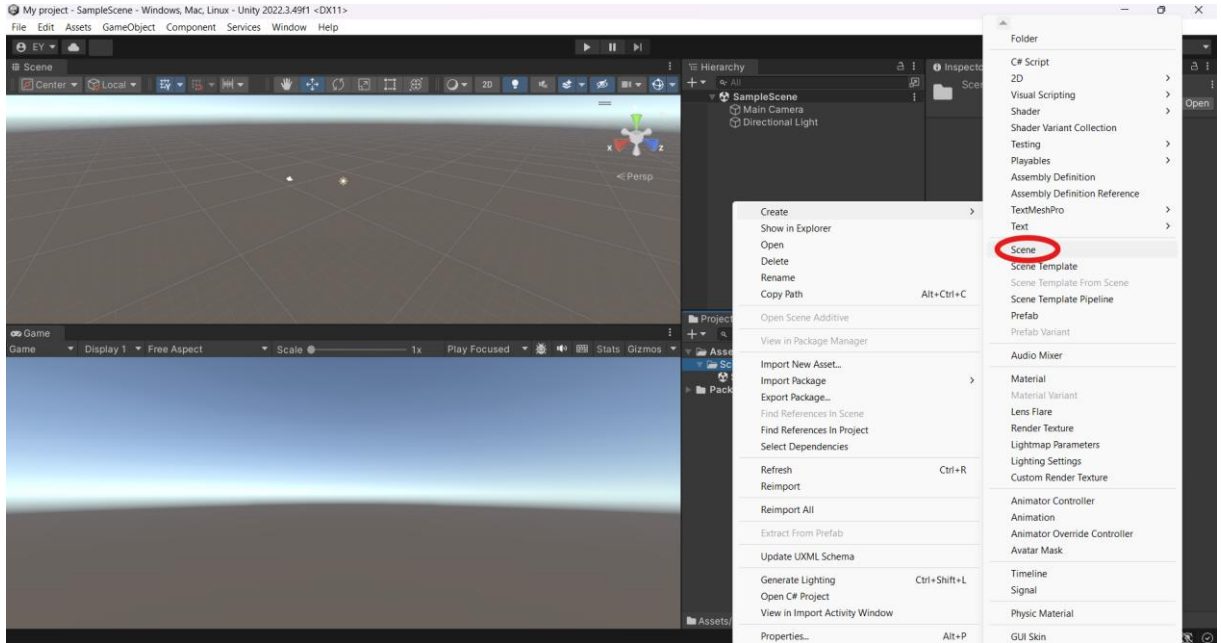 My project - SampleScene - Windows, Mac, Linux - Unity 2022.3.49f1 <DX11>
File Edit Assets GameObject Component Services Window Help
EY
Scene
Center Local 2D
x z
Persp
Game
Game Display 1 Free Aspect Scale 1x Play Focused Stats Gizmos
Hierarchy
All
SampleScene
Main Camera
Directional Light
Project
Asse
Sc
Pack
Assets/
Inspecto
Open
Create
Show in Explorer
Open
Delete
Rename
Copy Path Alt+Ctrl+C
Open Scene Additive
View in Package Manager
Import New Asset...
Import Package
Export Package...
Find References In Scene
Find References In Project
Select Dependencies
Refresh Ctrl+R
Reimport
Reimport All
Extract From Prefab
Update UXML Schema
Generate Lighting Ctrl+Shift+L
Open C# Project
View in Import Activity Window
Properties... Alt+P
Folder
C# Script
2D
Visual Scripting
Shader
Shader Variant Collection
Testing
Playables
Assembly Definition
Assembly Definition Reference
TextMeshPro
Text
Scene
Scene Template
Scene Template From Scene
Scene Template Pipeline
Prefab
Prefab Variant
Audio Mixer
Material
Material Variant
Lens Flare
Render Texture
Lightmap Parameters
Lighting Settings
Custom Render Texture
Animator Controller
Animation
Animator Override Controller
Avatar Mask
Timeline
Signal
Physic Material
GUI Skin